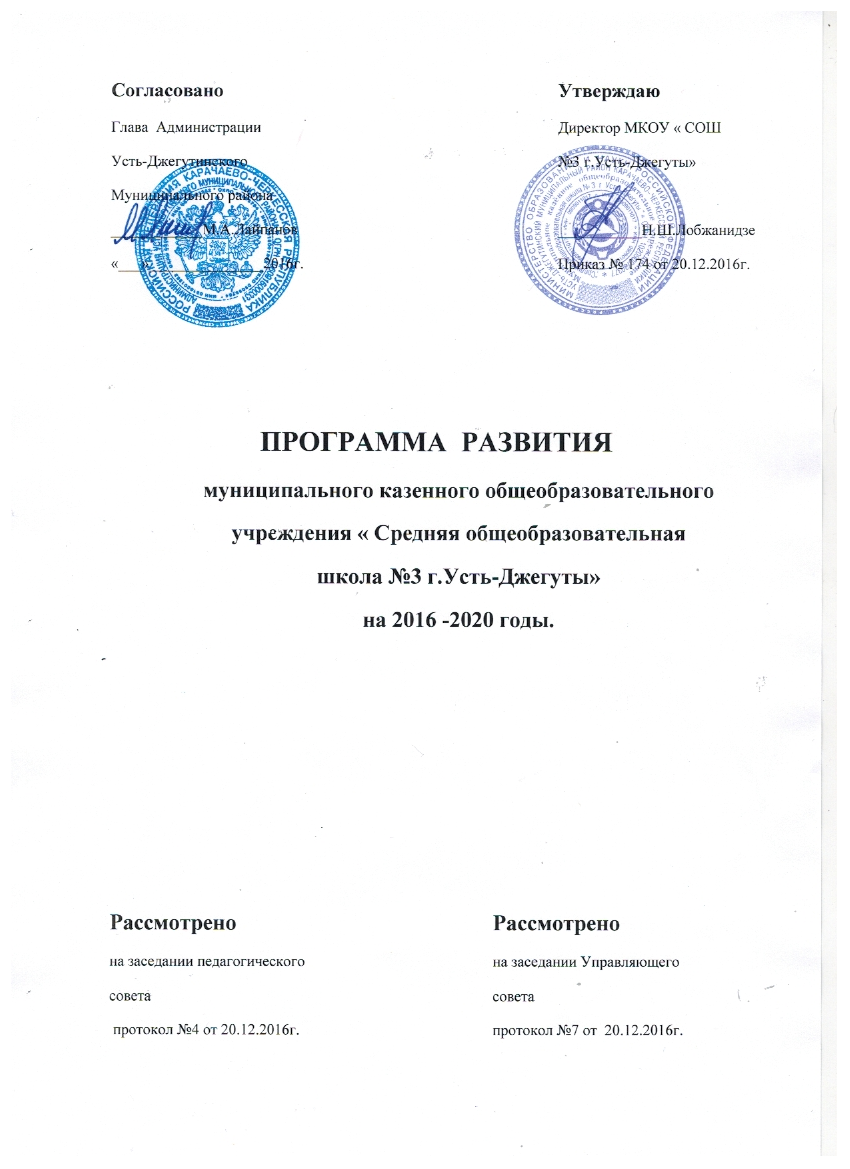 Согласовано
Глава Администрации
Усть-Джегутинского
Муниципального района
М.А.Лайпанов
«___»______________2016г.
Утверждаю
Директор МКОУ « СОШ
№3 г.Усть-Джегуты»
Н.Ш.Лобжанидзе
Приказ № 174 от 20.12.2016г.
ПРОГРАММА РАЗВИТИЯ
муниципального казенного общеобразовательного
учреждения « Средняя общеобразовательная
школа №3 г.Усть-Джегуты»
на 2016 -2020 годы.
Рассмотрено
на заседании педагогического
совета
протокол №4 от 20.12.2016г.
Рассмотрено
на заседании Управляющего
совета
протокол №7 от 20.12.2016г.